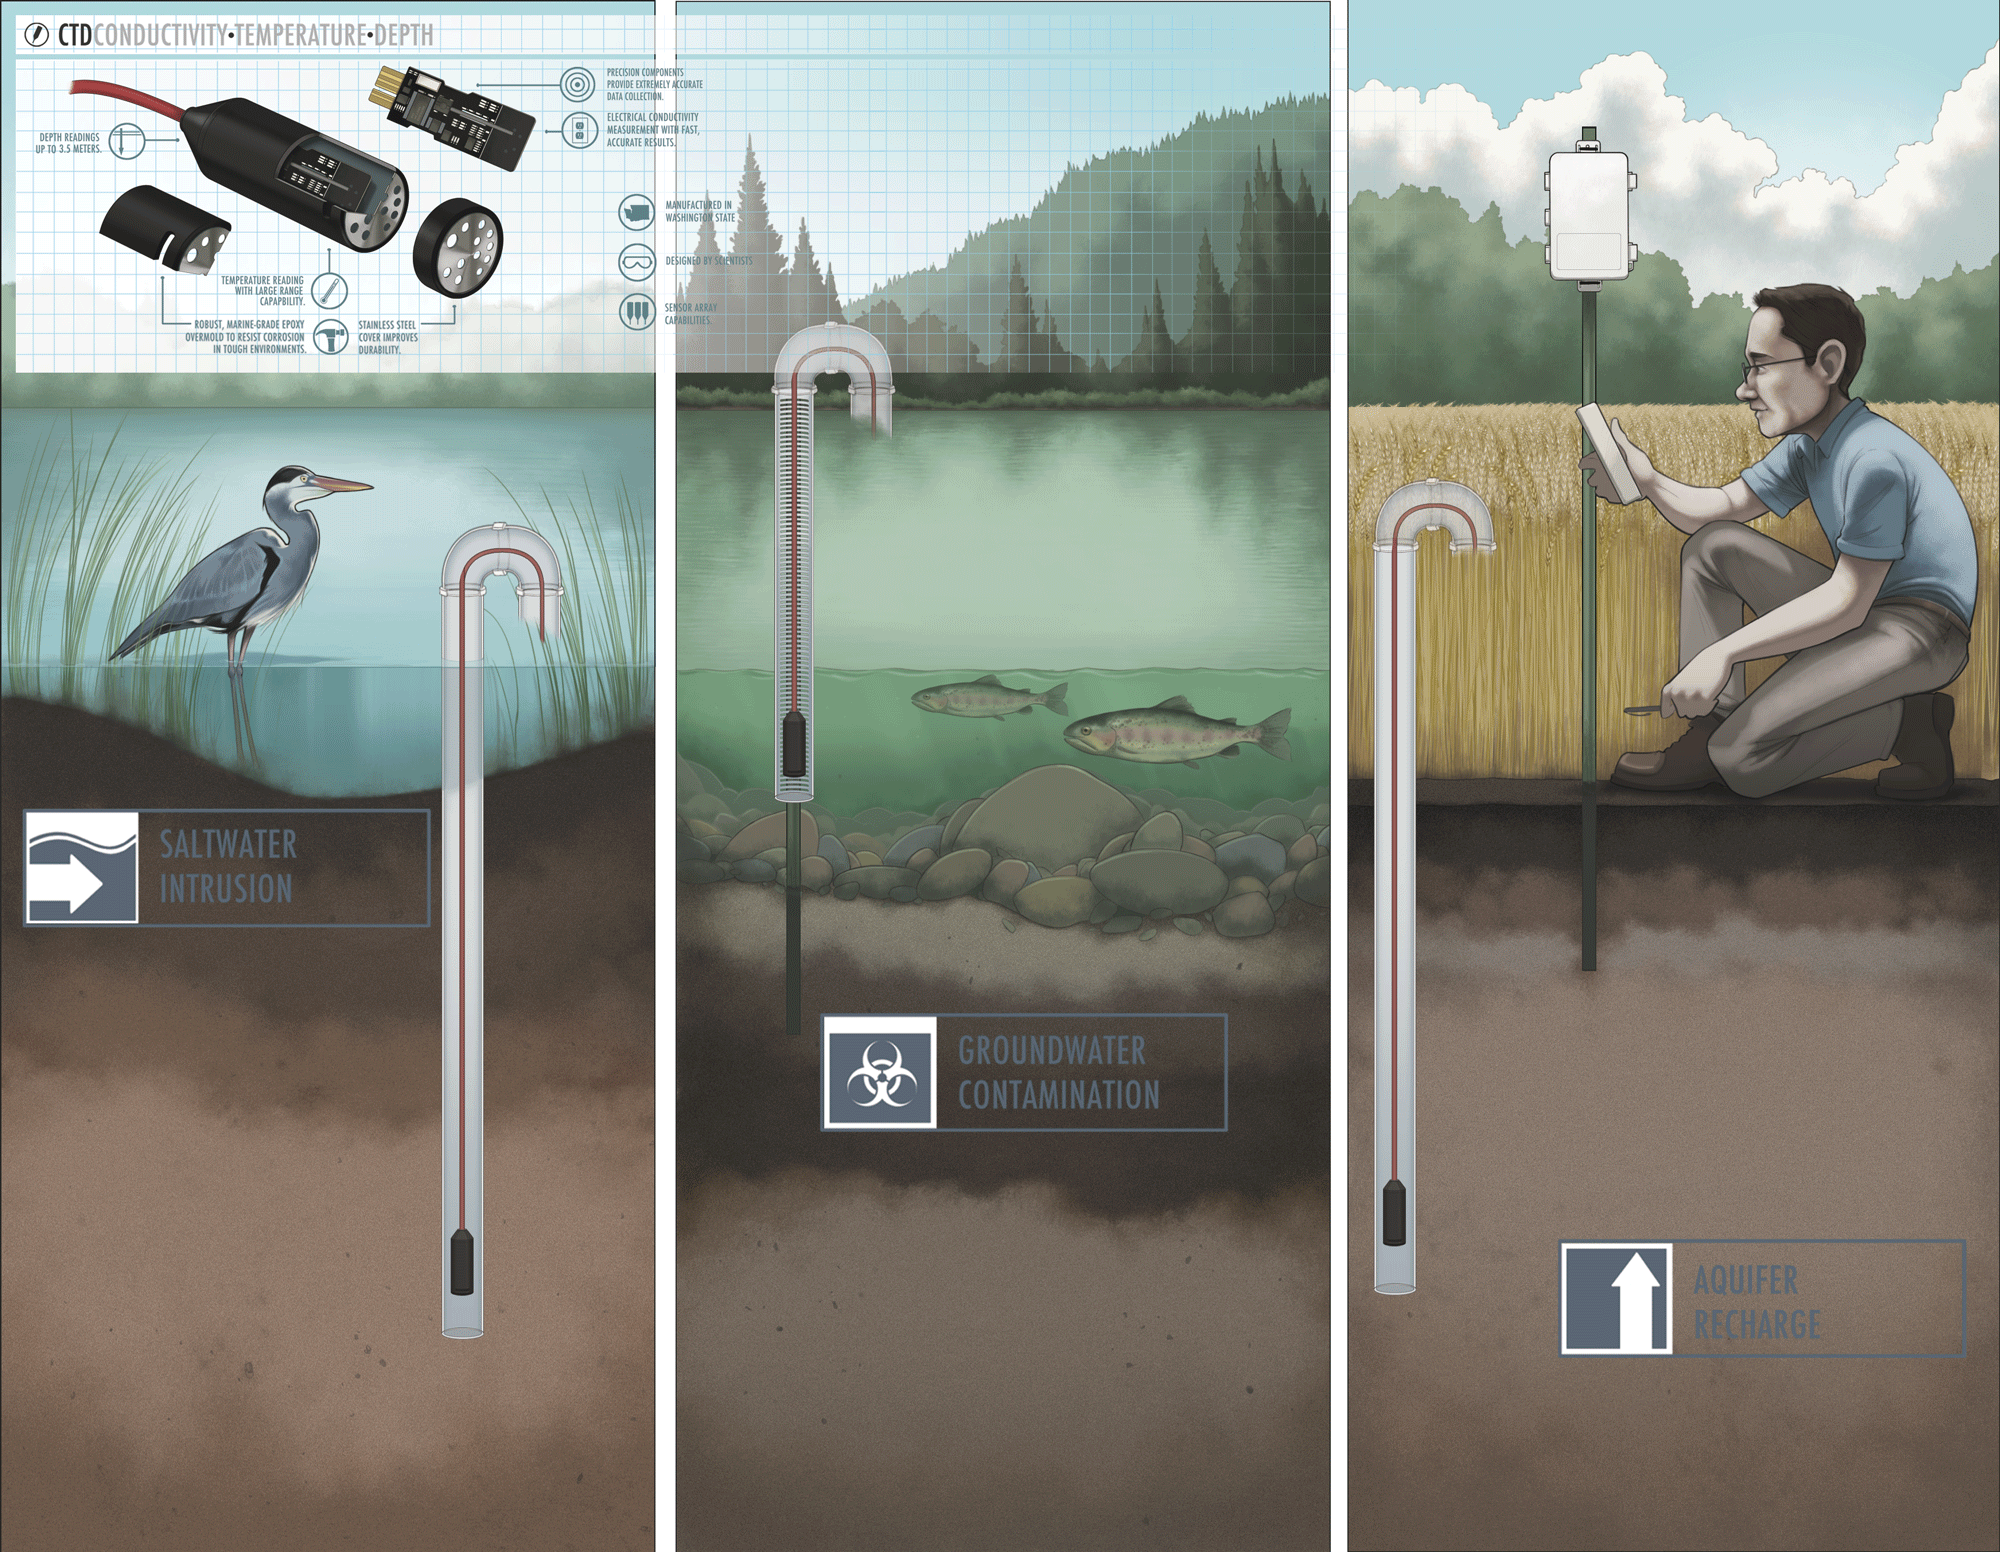 CTDCONDUCTIVITY•TEMPERATURE•DEPTH
PRECISION COMPONENTS
PROVIDE EXTREMELY ACCURATE
DATA COLLECTION.
ELECTRICAL CONDUCTIVITY
MEASUREMENT WITH FAST,
ACCURATE RESULTS.
DEPTH READINGS
UP TO 3.5 METERS.
MANUFACTURED IN
WASHINGTON STATE
DESIGNED BY SCIENTISTS
SENSOR ARRAY
CAPABILITIES.
TEMPERATURE READING
WITH LARGE RANGE
CAPAPBILITY.
ROBUST, MARINE-GRADE EPOXY
OVERMOLD TO RESIST CORROSION
IN TOUGH ENVIRONMENTS.
STAINLESS STEEL
COVER IMPROVES
DURABILITY.
SALTWATER
INTRUSION
GROUNDWATER
CONTAMINATION
AQUIFER
RECHARGE